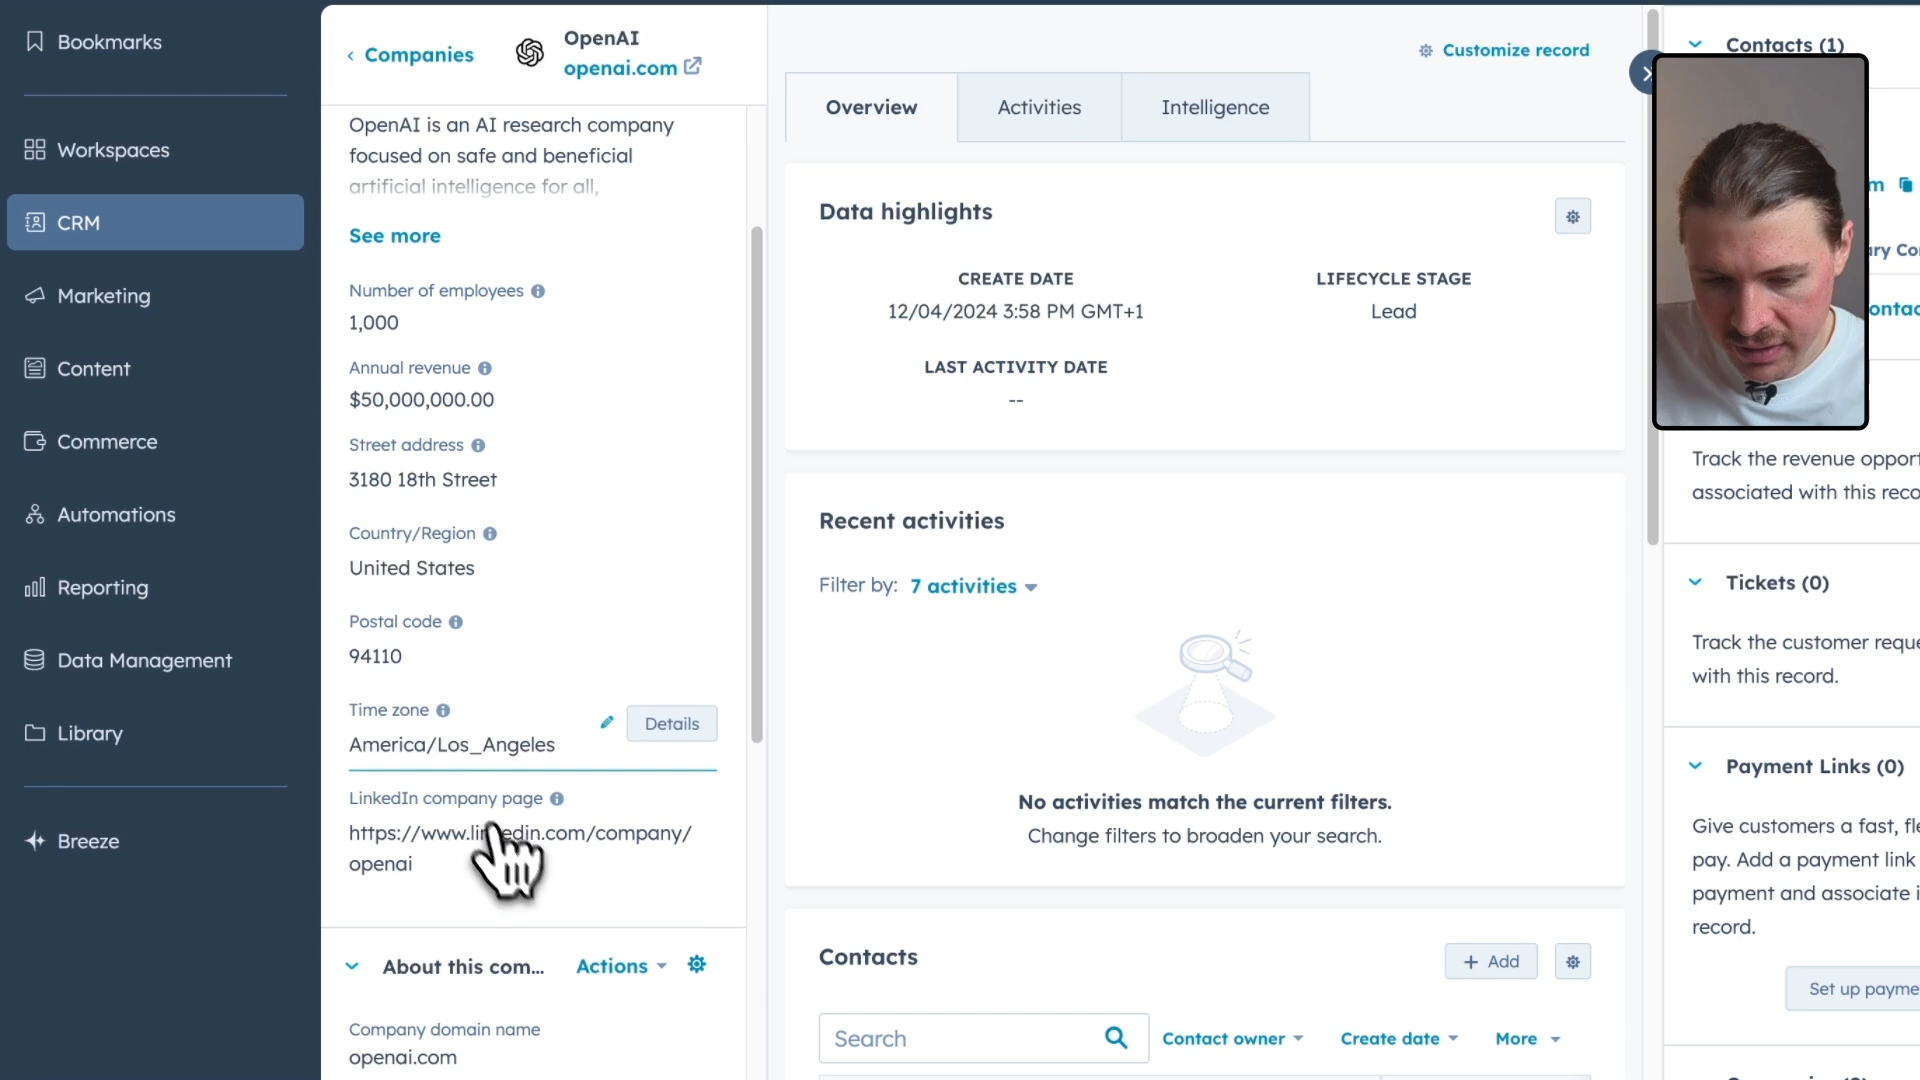 Bookmarks
Workspaces
CRM
Marketing
Content
Commerce
Automations
Reporting
Data Management
Library
Breeze
Companies
OpenAI
openai.com
OpenAI is an AI research company
focused on safe and beneficial
artificial intelligence for all,
See more
Number of employees
1,000
Annual revenue
$50,000,000.00
Street address
3180 18th Street
Country/Region
United States
Postal code
94110
Time zone
Details
America/Los_Angeles
LinkedIn company page
https://www.linkedin.com/company/
openai
About this com...
Actions
Company domain name
openai.com
Customize record
Overview
Activities
Intelligence
Data highlights
CREATE DATE
12/04/2024 3:58 PM GMT+1
LIFECYCLE STAGE
Lead
LAST ACTIVITY DATE
--
Recent activities
Filter by: 7 activities
No activities match the current filters.
Change filters to broaden your search.
Contacts
+ Add
Search
Contact owner
Create date
More
Contacts (1)
Track the revenue
associated with this
Tickets (0)
Track the customer
with this record.
Payment Links (0)
Give customers a fast,
pay. Add a payment link
payment and associate
record.
Set up